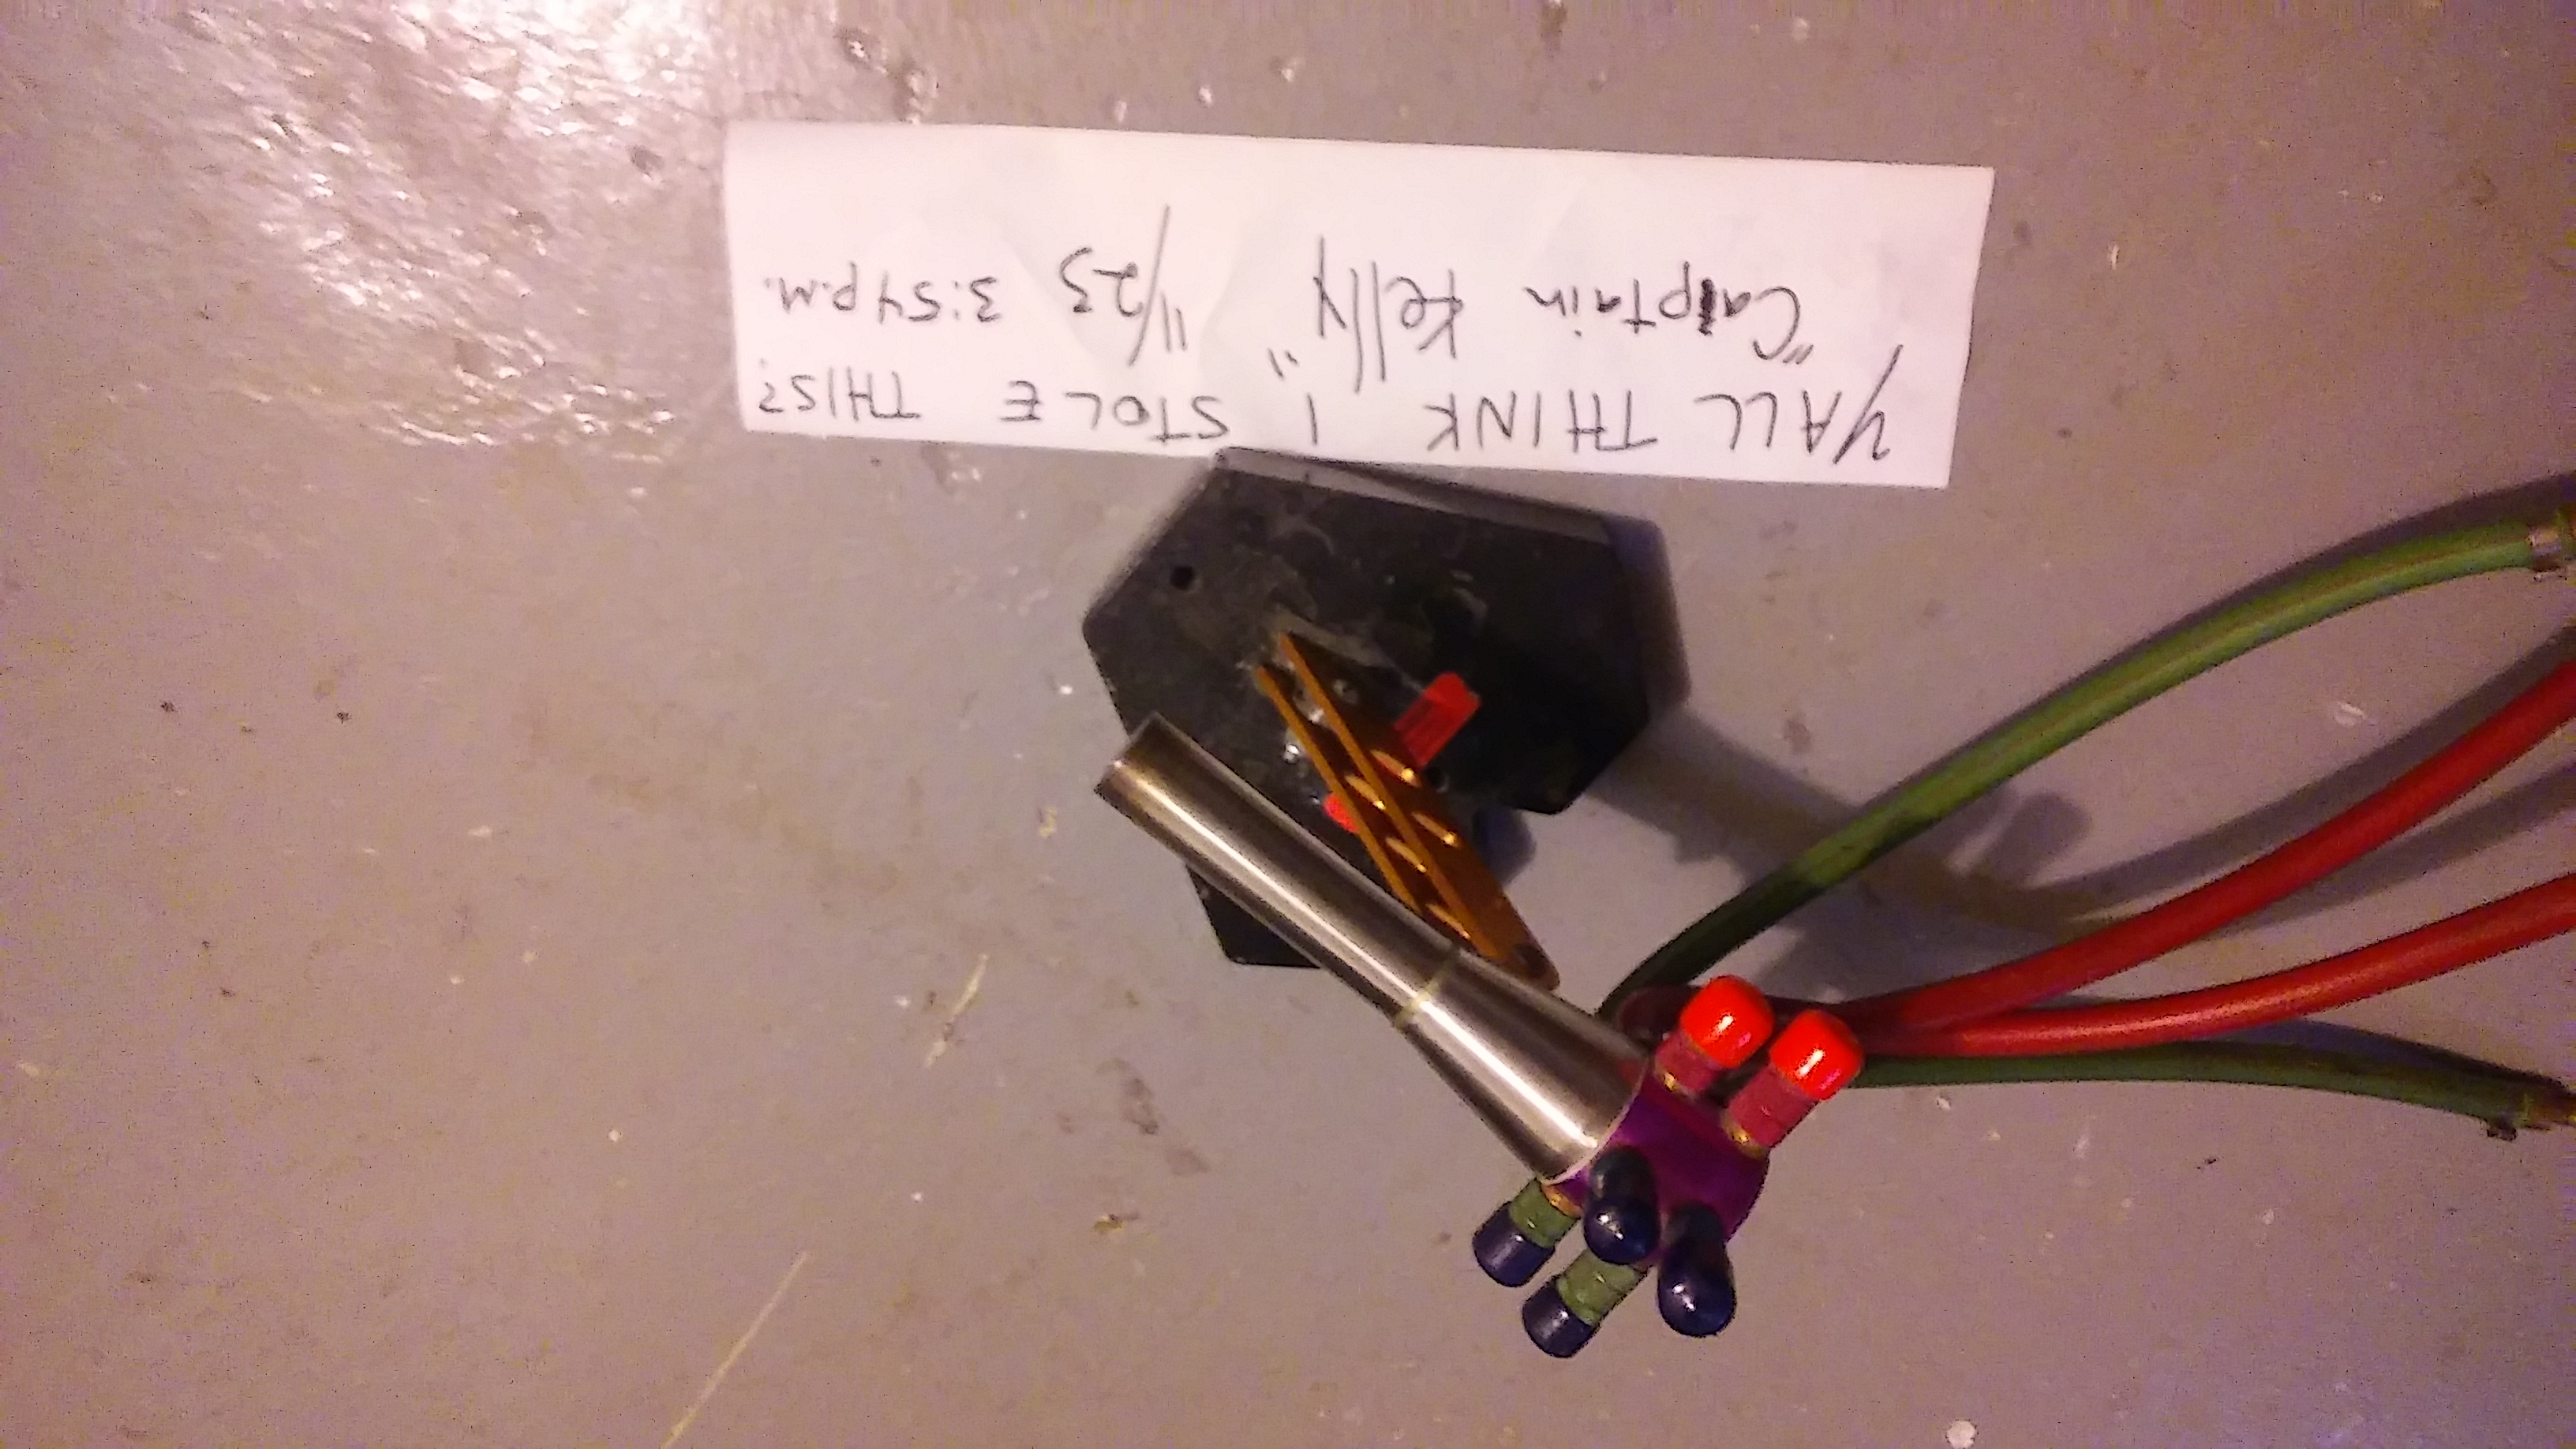 Y/ALL THINK I STOLE THIS?
"Captain Kelly" 11/23 3:54 p.m.